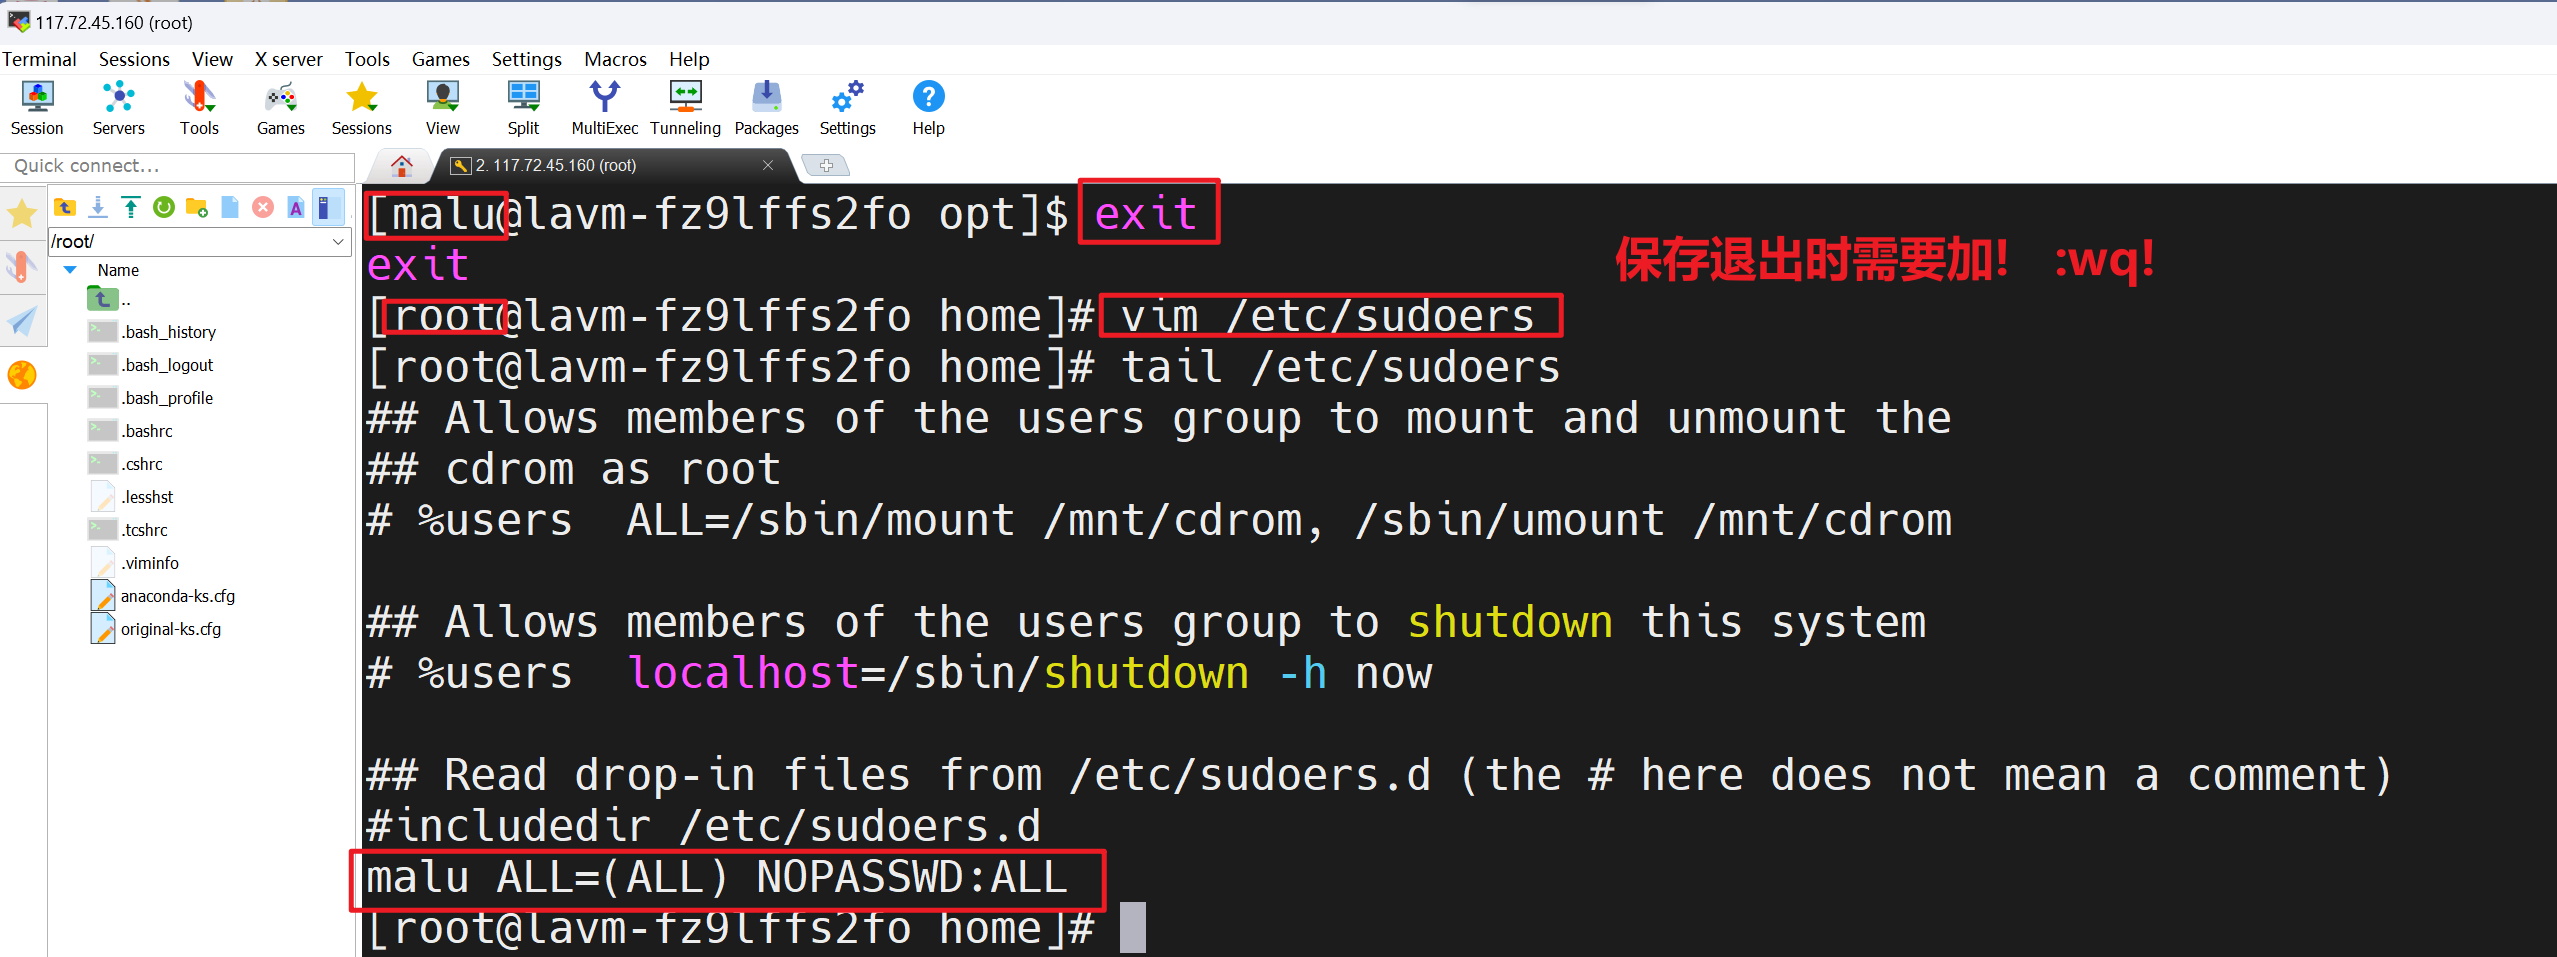 117.72.45.160 (root)
Terminal Sessions View X server Tools Games Settings Macros Help
Session Servers Tools Games Sessions View Split MultiExec Tunneling Packages Settings Help
Quick connect...
2. 117.72.45.160 (root)
/root/
Name
..
.bash_history
.bash_logout
.bash_profile
.bashrc
.cshrc
.lesshst
.tcshrc
.viminfo
anaconda-ks.cfg
original-ks.cfg
[malu@lavm-fz9lffs2fo opt]$ exit
exit
保存退出时需要加! :wq!
[root@lavm-fz9lffs2fo home]# vim /etc/sudoers
[root@lavm-fz9lffs2fo home]# tail /etc/sudoers
## Allows members of the users group to mount and unmount the
## cdrom as root
# %users  ALL=/sbin/mount /mnt/cdrom, /sbin/umount /mnt/cdrom
## Allows members of the users group to shutdown this system
# %users  localhost=/sbin/shutdown -h now
## Read drop-in files from /etc/sudoers.d (the # here does not mean a comment)
#includedir /etc/sudoers.d
malu ALL=(ALL) NOPASSWD:ALL
[root@lavm-fz9lffs2fo home]#